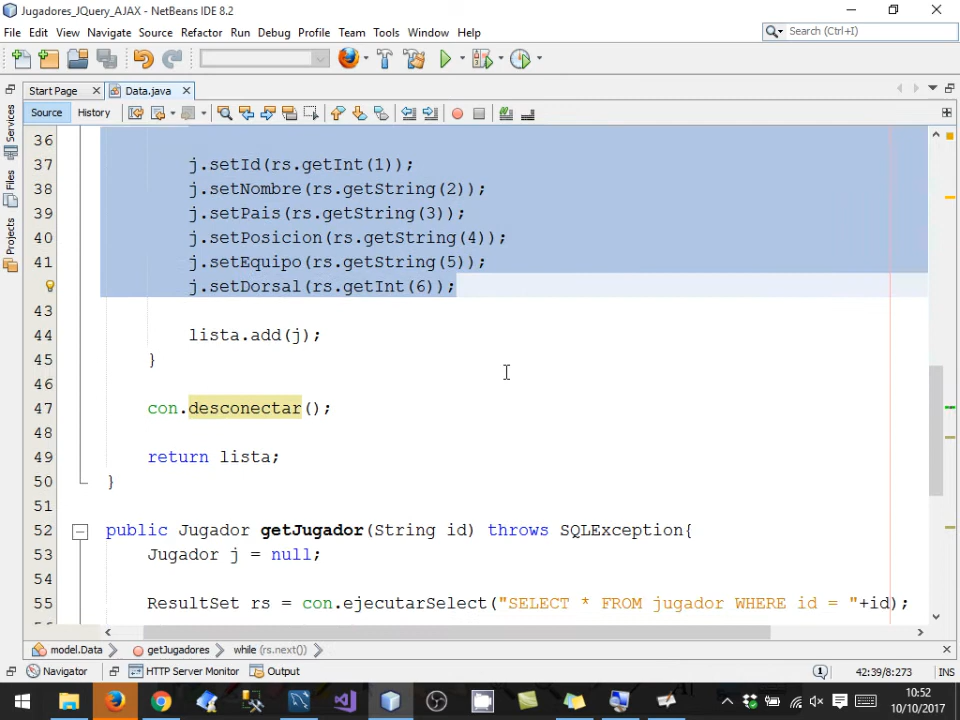 Jugadores_JQuery_AJAX - NetBeans IDE 8.2
File Edit View Navigate Source Refactor Run Debug Profile Team Tools Window Help
Search (Ctrl+I)
Start Page Data.java
Source History
36
37 j.setId(rs.getInt(1));
38 j.setNombre(rs.getString(2));
39 j.setPais(rs.getString(3));
40 j.setPosicion(rs.getString(4));
41 j.setEquipo(rs.getString(5));
j.setDorsal(rs.getInt(6));
43
44 lista.add(j);
45 }
46
47 con.desconectar();
48
49 return lista;
50 }
51
52 public Jugador getJugador(String id) throws SQLException{
53 Jugador j = null;
54
55 ResultSet rs = con.ejecutarSelect("SELECT * FROM jugador WHERE id = "+id);
Services
Files
Projects
model.Data getJugadores while (rs.next())
Navigator HTTP Server Monitor Output
42:39/8:273 INS
10:52
10/10/2017